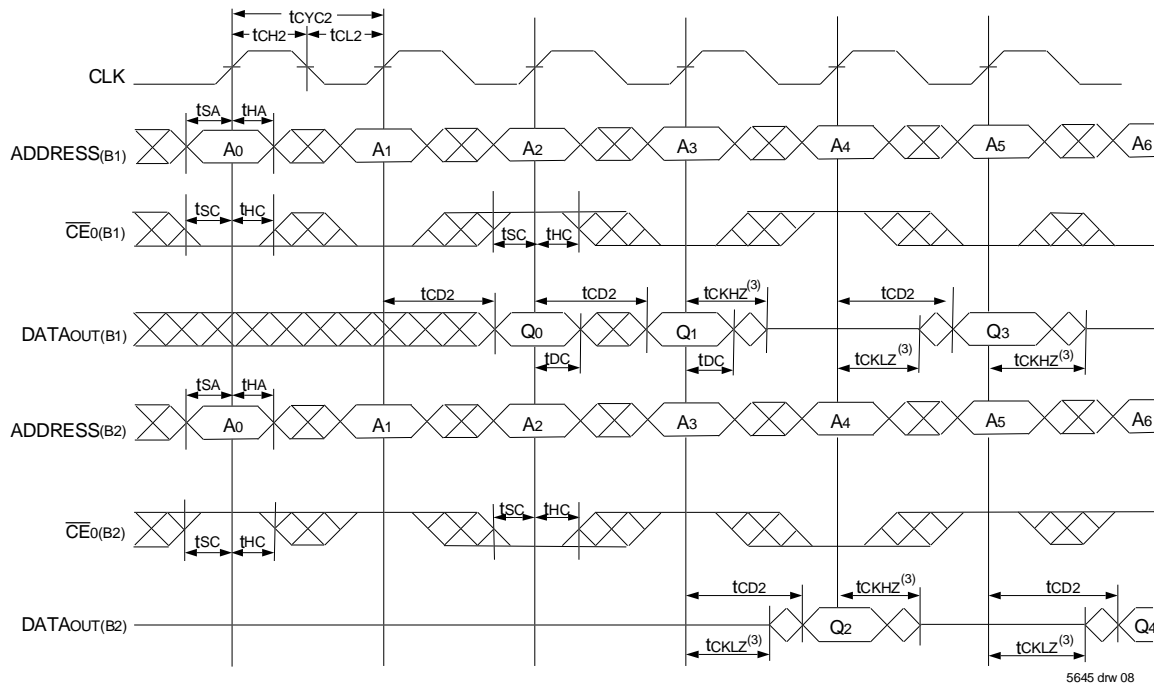 tCYC2
tCH2 tCL2
CLK
tSA tHA
ADDRESS(B1) A0 A1 A2 A3 A4 A5 A6
tSC tHC
CE0(B1)
tSC tHC
tCD2 tCD2 tCKHZ(3) tCD2
DATAOUT(B1) Q0 Q1 Q3
tDC tDC tCKLZ(3) tCKHZ(3)
tSA tHA
ADDRESS(B2) A0 A1 A2 A3 A4 A5 A6
tSC tHC
CE0(B2)
tSC tHC
tCD2 tCKHZ(3) tCD2
DATAOUT(B2) Q2 Q4
tCKLZ(3) tCKLZ(3)
5645 drw 08